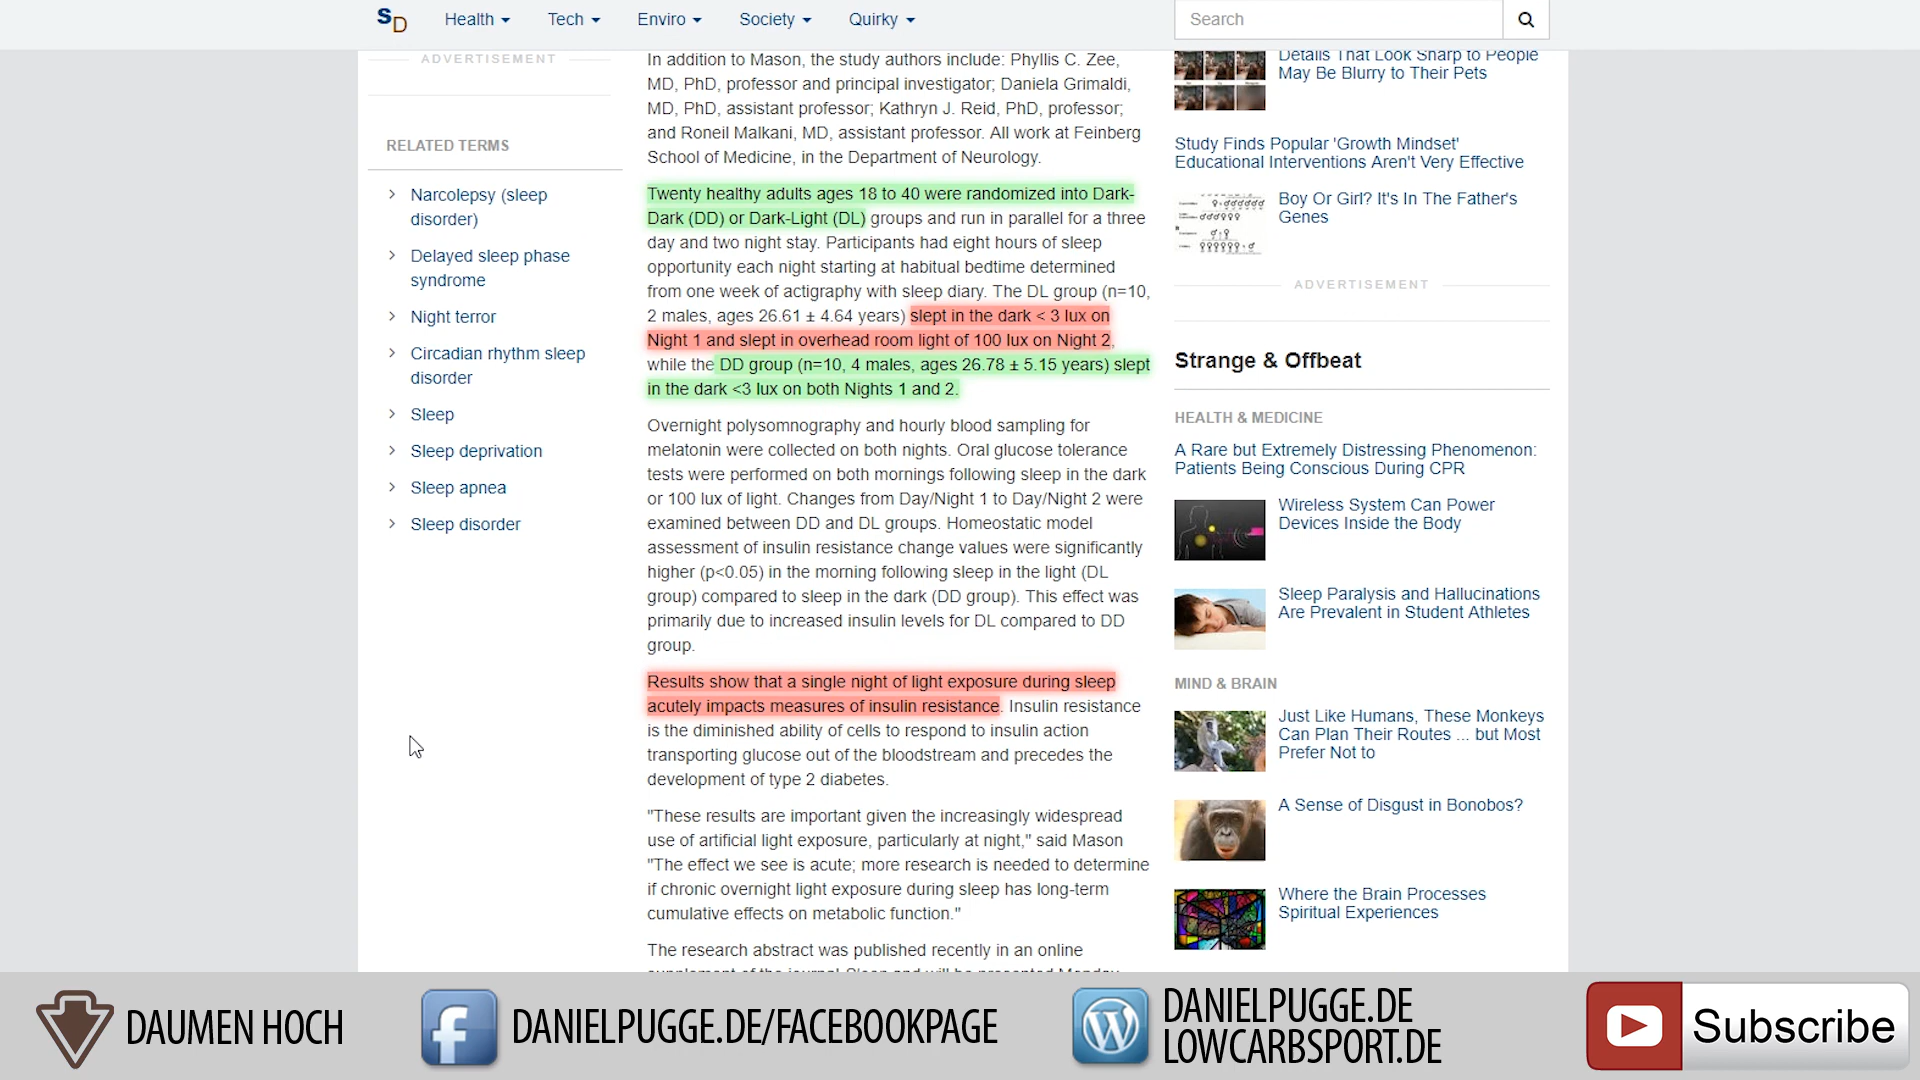 SD
Health
Tech
Enviro
Society
Quirky
Search
ADVERTISEMENT
RELATED TERMS
Narcolepsy (sleep
disorder)
Delayed sleep phase
syndrome
Night terror
Circadian rhythm sleep
disorder
Sleep
Sleep deprivation
Sleep apnea
Sleep disorder
In addition to Mason, the study authors include: Phyllis C. Zee,
MD, PhD, professor and principal investigator; Daniela Grimaldi,
MD, PhD, assistant professor; Kathryn J. Reid, PhD, professor;
and Roneil Malkani, MD, assistant professor. All work at Feinberg
School of Medicine, in the Department of Neurology.
Twenty healthy adults ages 18 to 40 were randomized into Dark-
Dark (DD) or Dark-Light (DL) groups and run in parallel for a three
day and two night stay. Participants had eight hours of sleep
opportunity each night starting at habitual bedtime determined
from one week of actigraphy with sleep diary. The DL group (n=10,
2 males, ages 26.61 ± 4.64 years) slept in the dark < 3 lux on
Night 1 and slept in overhead room light of 100 lux on Night 2,
while the DD group (n=10, 4 males, ages 26.78 ± 5.15 years) slept
in the dark <3 lux on both Nights 1 and 2.
Overnight polysomnography and hourly blood sampling for
melatonin were collected on both nights. Oral glucose tolerance
tests were performed on both mornings following sleep in the dark
or 100 lux of light. Changes from Day/Night 1 to Day/Night 2 were
examined between DD and DL groups. Homeostatic model
assessment of insulin resistance change values were significantly
higher (p<0.05) in the morning following sleep in the light (DL
group) compared to sleep in the dark (DD group). This effect was
primarily due to increased insulin levels for DL compared to DD
group.
Results show that a single night of light exposure during sleep
acutely impacts measures of insulin resistance. Insulin resistance
is the diminished ability of cells to respond to insulin action
transporting glucose out of the bloodstream and precedes the
development of type 2 diabetes.
"These results are important given the increasingly widespread
use of artificial light exposure, particularly at night," said Mason
"The effect we see is acute; more research is needed to determine
if chronic overnight light exposure during sleep has long-term
cumulative effects on metabolic function."
The research abstract was published recently in an online
Details That Look Sharp to People
May Be Blurry to Their Pets
Study Finds Popular 'Growth Mindset'
Educational Interventions Aren't Very Effective
Boy Or Girl? It's In The Father's
Genes
ADVERTISEMENT
Strange & Offbeat
HEALTH & MEDICINE
A Rare but Extremely Distressing Phenomenon:
Patients Being Conscious During CPR
Wireless System Can Power
Devices Inside the Body
Sleep Paralysis and Hallucinations
Are Prevalent in Student Athletes
MIND & BRAIN
Just Like Humans, These Monkeys
Can Plan Their Routes ... but Most
Prefer Not to
A Sense of Disgust in Bonobos?
Where the Brain Processes
Spiritual Experiences
DAUMEN HOCH
DANIELPUGGE.DE/FACEBOOKPAGE
DANIELPUGGE.DE
LOWCARBSPORT.DE
Subscribe